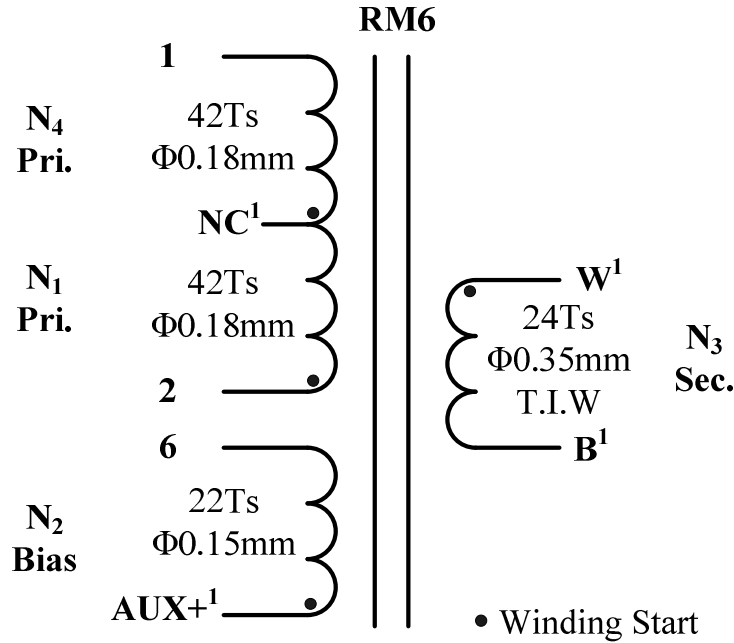 RM6
1
N4
Pri.
42Ts
Φ0.18mm
NC1
N1
Pri.
42Ts
Φ0.18mm
2
6
N2
Bias
22Ts
Φ0.15mm
AUX+1
W1
24Ts
Φ0.35mm
T.I.W
N3
Sec.
B1
Winding Start